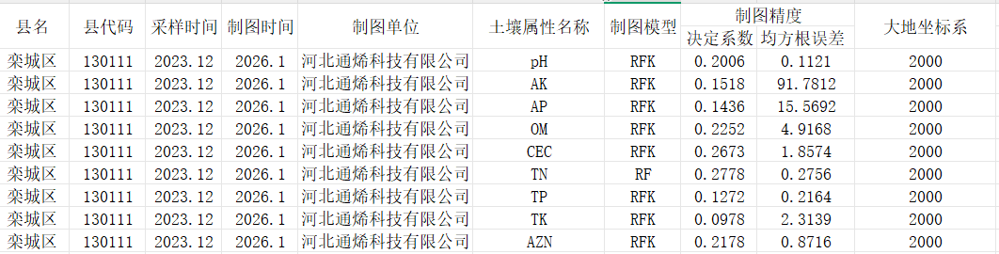 县名 县代码 采样时间 制图时间 制图单位 土壤属性名称 制图模型 制图精度 大地坐标系
决定系数 均方根误差
栾城区 130111 2023.12 2026.1 河北通烯科技有限公司 pH RFK 0.2006 0.1121 2000
栾城区 130111 2023.12 2026.1 河北通烯科技有限公司 AK RFK 0.1518 91.7812 2000
栾城区 130111 2023.12 2026.1 河北通烯科技有限公司 AP RFK 0.1436 15.5692 2000
栾城区 130111 2023.12 2026.1 河北通烯科技有限公司 OM RFK 0.2252 4.9168 2000
栾城区 130111 2023.12 2026.1 河北通烯科技有限公司 CEC RFK 0.2673 1.8574 2000
栾城区 130111 2023.12 2026.1 河北通烯科技有限公司 TN RF 0.2778 0.2756 2000
栾城区 130111 2023.12 2026.1 河北通烯科技有限公司 TP RFK 0.1272 0.2164 2000
栾城区 130111 2023.12 2026.1 河北通烯科技有限公司 TK RFK 0.0978 2.3139 2000
栾城区 130111 2023.12 2026.1 河北通烯科技有限公司 AZN RFK 0.2178 0.8716 2000